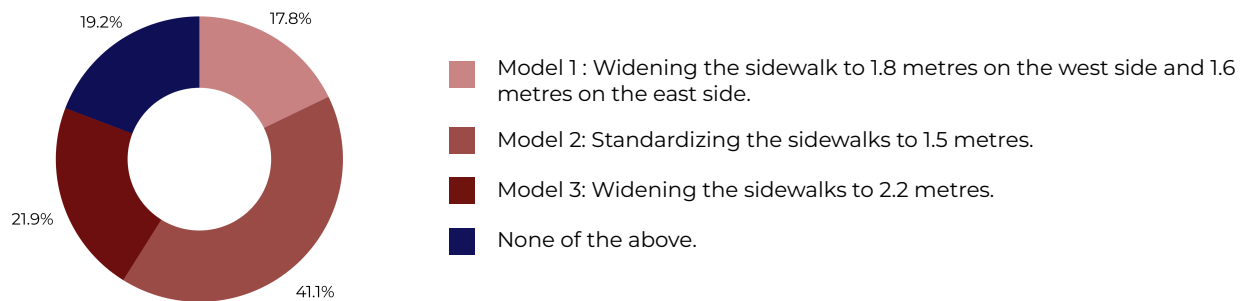 19.2%
17.8%
21.9%
41.1%
Model 1 : Widening the sidewalk to 1.8 metres on the west side and 1.6
metres on the east side.
Model 2: Standardizing the sidewalks to 1.5 metres.
Model 3: Widening the sidewalks to 2.2 metres.
None of the above.